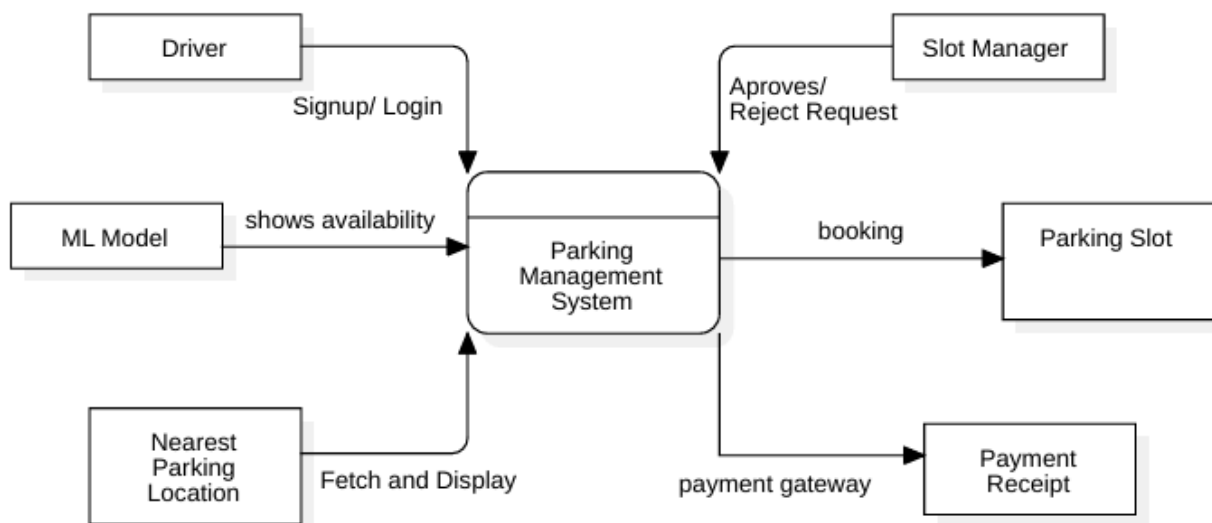 Driver
Slot Manager
Signup/ Login
Aproves/
Reject Request
ML Model
shows availability
Parking
Management
System
booking
Parking Slot
Nearest
Parking
Location
Fetch and Display
payment gateway
Payment
Receipt